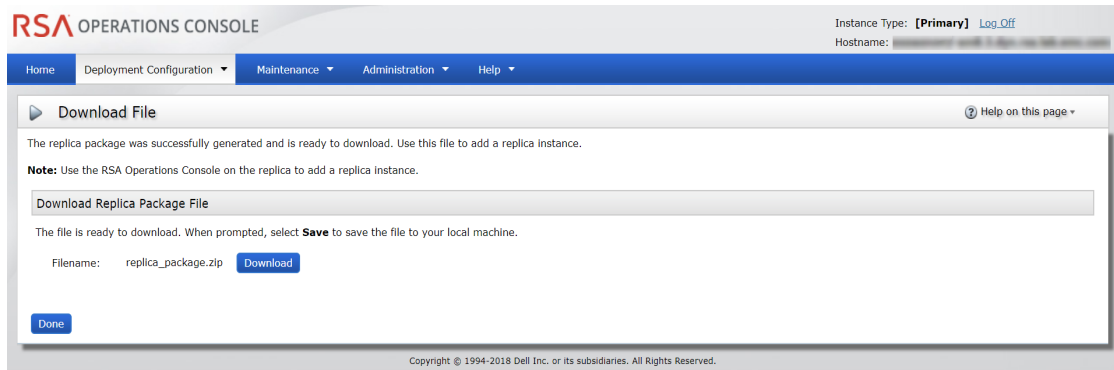 RSA OPERATIONS CONSOLE
Instance Type: [Primary] Log Off
Hostname:
Home Deployment Configuration Maintenance Administration Help
Download File
Help on this page
The replica package was successfully generated and is ready to download. Use this file to add a replica instance.
Note: Use the RSA Operations Console on the replica to add a replica instance.
Download Replica Package File
The file is ready to download. When prompted, select Save to save the file to your local machine.
Filename: replica_package.zip Download
Done
Copyright © 1994-2018 Dell Inc. or its subsidiaries. All Rights Reserved.